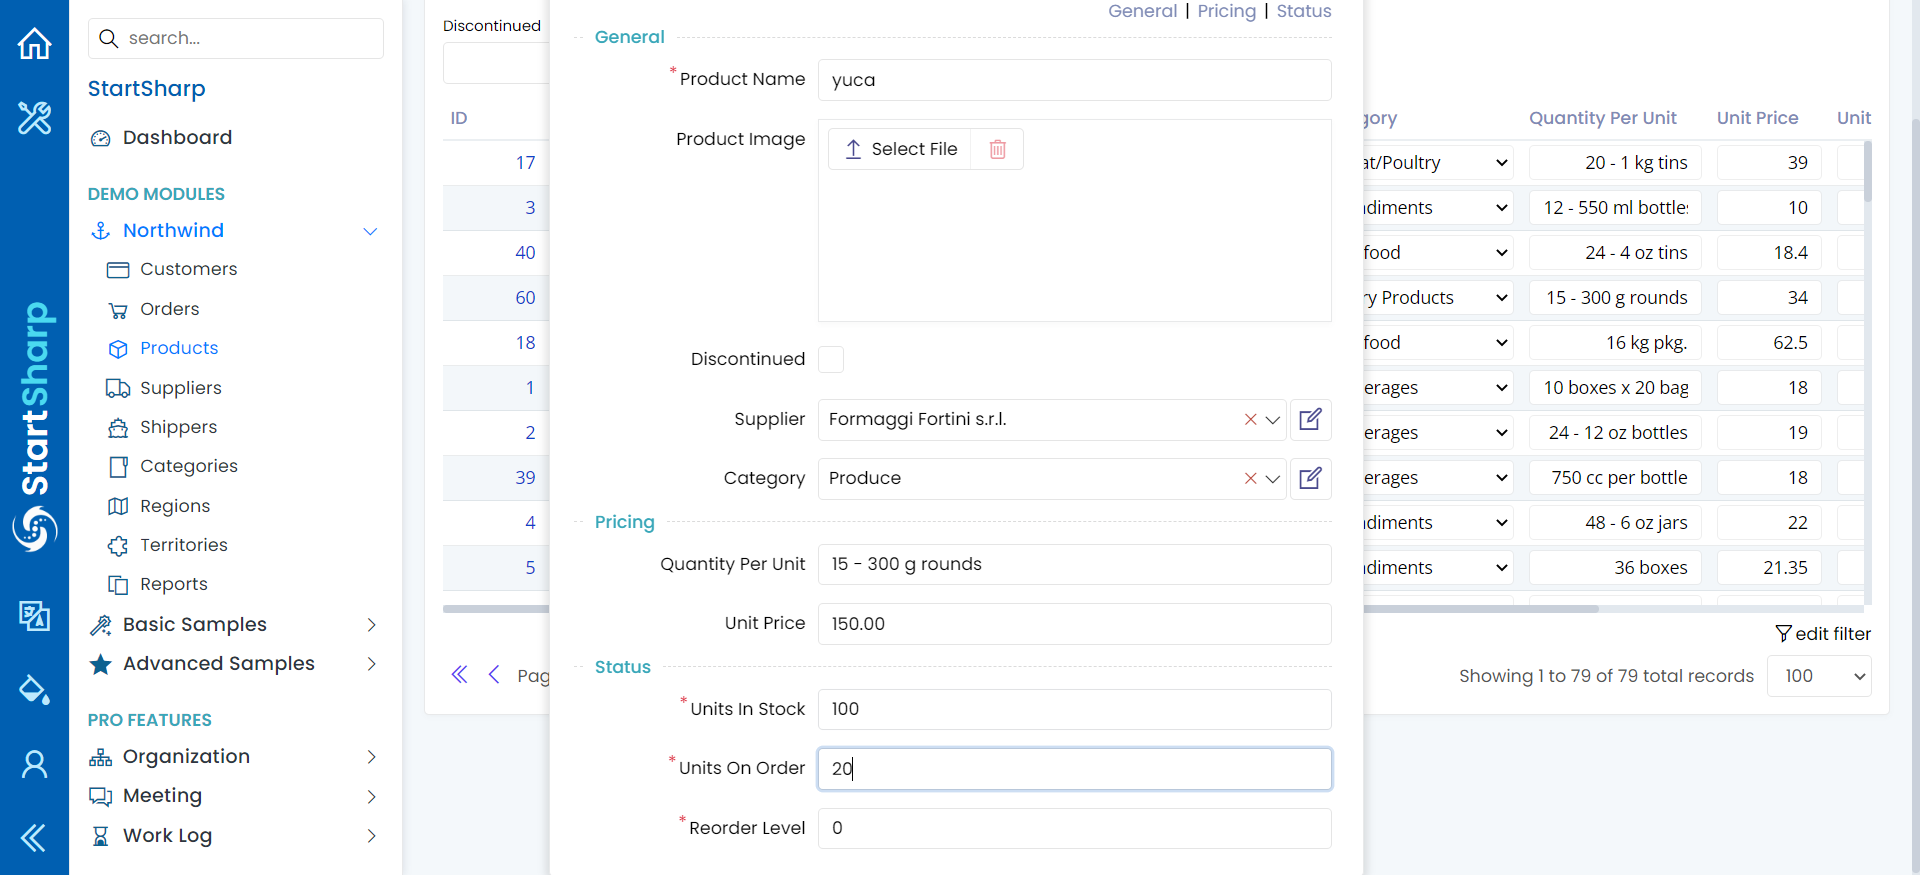 search...
StartSharp
Dashboard
DEMO MODULES
Northwind
Customers
Orders
Products
Suppliers
Shippers
Categories
Regions
Territories
Reports
Basic Samples
Advanced Samples
PRO FEATURES
Organization
Meeting
Work Log
StartSharp
Discontinued
ID
17
3
40
60
18
1
2
39
4
5
Pag
General | Pricing | Status
General
* Product Name yuca
Product Image Select File
Discontinued
Supplier Formaggi Fortini s.r.l.
Category Produce
Pricing
Quantity Per Unit 15 - 300 g rounds
Unit Price 150.00
Status
* Units In Stock 100
* Units On Order 20
* Reorder Level 0
gory Quantity Per Unit Unit Price Unit
at/Poultry 20 - 1 kg tins 39
diments 12 - 550 ml bottles 10
food 24 - 4 oz tins 18.4
ry Products 15 - 300 g rounds 34
food 16 kg pkg. 62.5
erages 10 boxes x 20 bag 18
erages 24 - 12 oz bottles 19
erages 750 cc per bottle 18
diments 48 - 6 oz jars 22
diments 36 boxes 21.35
edit filter
Showing 1 to 79 of 79 total records 100